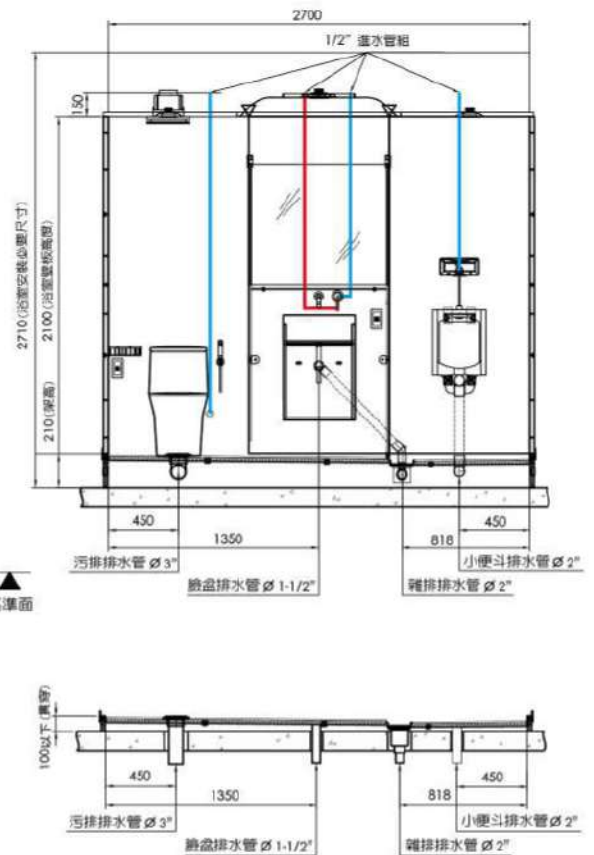 2700
1/2" 進水管組
150
2710(浴室安裝必要尺寸)
2100(浴室壁板高度)
210(架高)
450
1350
818
450
污排排水管 Ø 3"
臉盆排水管 Ø 1-1/2"
雜排排水管 Ø 2"
小便斗排水管 Ø 2"
準面
100以下(貫穿)
450
1350
818
450
污排排水管 Ø 3"
臉盆排水管 Ø 1-1/2"
雜排排水管 Ø 2"
小便斗排水管 Ø 2"